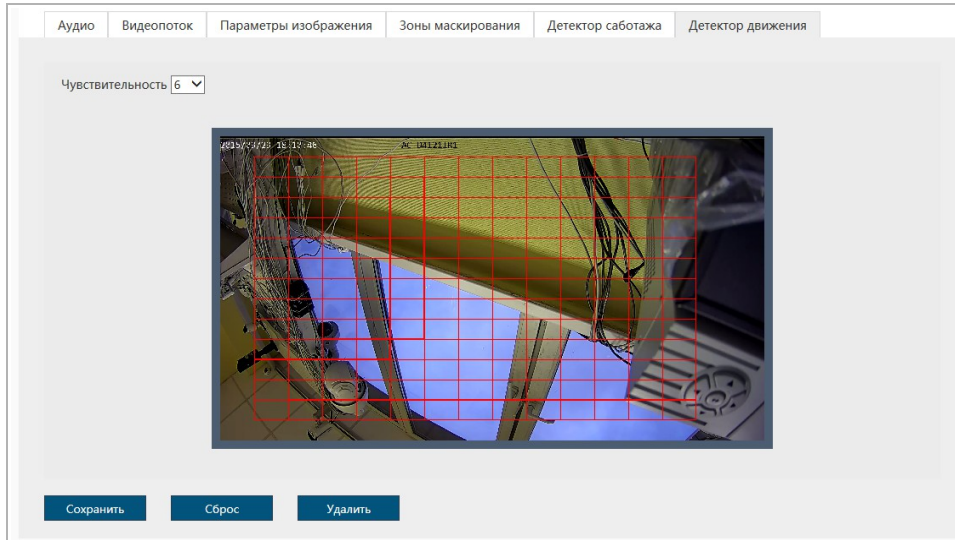 Аудио
Видеопоток
Параметры изображения
Зоны маскирования
Детектор саботажа
Детектор движения
Чувствительность 6
Сохранить
Сброс
Удалить